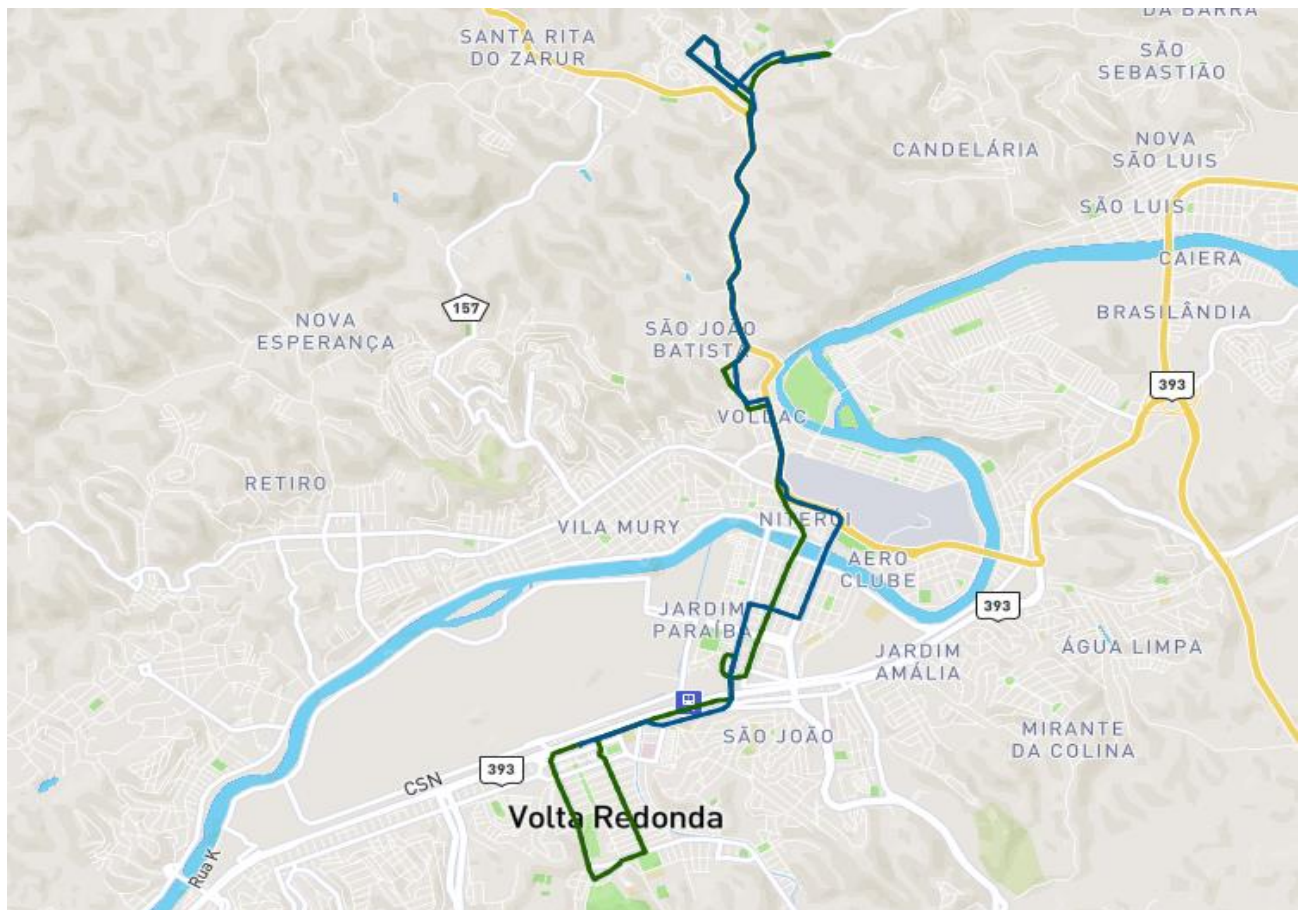 DA BARRA
SANTA RITA
DO ZARUR
SÃO
SEBASTIÃO
CANDELÁRIA
NOVA
SÃO LUIS
SÃO LUIS
CAIERA
157
NOVA
ESPERANÇA
SÃO JOÃO
BATISTA
BRASILÂNDIA
393
VOLDAC
RETIRO
VILA MURY
NITERÓI
AERO
CLUBE
393
JARDIM
PARAÍBA
JARDIM
AMÁLIA
ÁGUA LIMPA
SÃO JOÃO
MIRANTE
DA COLINA
CSN
393
Volta Redonda
Rua K